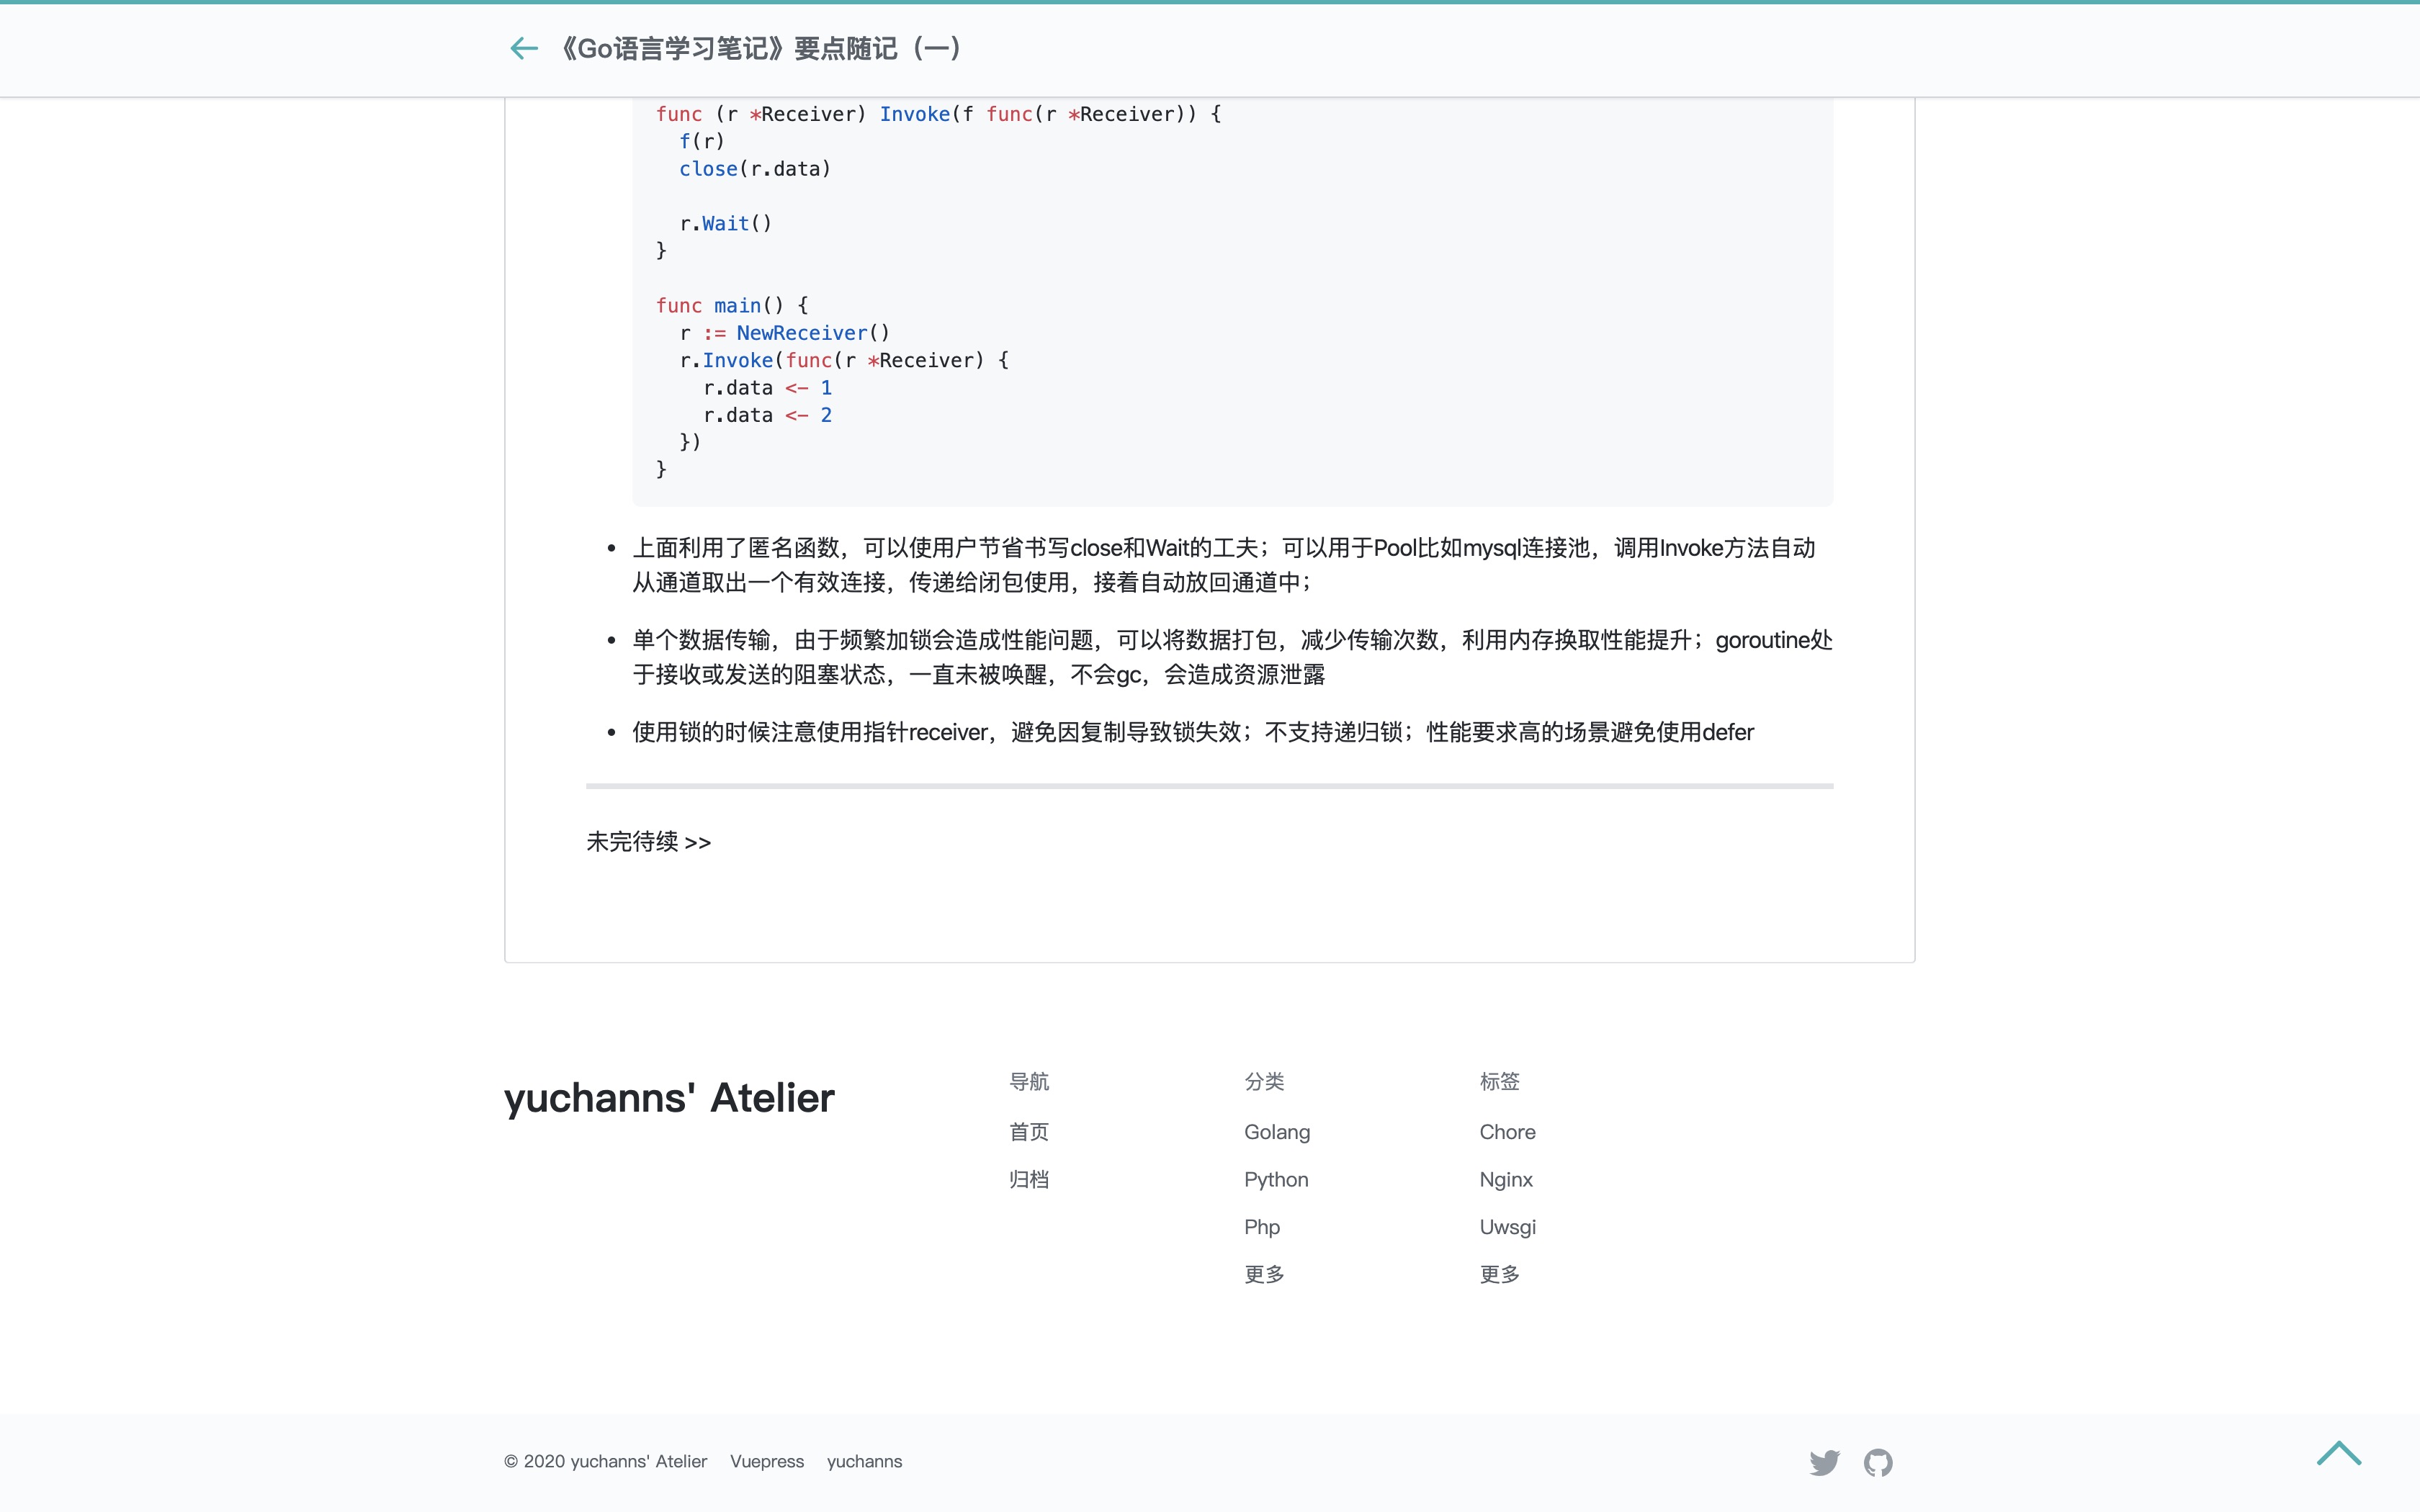 《Go语言学习笔记》要点随记（一）
func (r *Receiver) Invoke(f func(r *Receiver)) {
  f(r)
  close(r.data)
  r.Wait()
}
func main() {
  r := NewReceiver()
  r.Invoke(func(r *Receiver) {
    r.data <- 1
    r.data <- 2
  })
}
• 上面利用了匿名函数，可以使用户节省书写close和Wait的工夫；可以用于Pool比如mysql连接池，调用Invoke方法自动
从通道取出一个有效连接，传递给闭包使用，接着自动放回通道中；
• 单个数据传输，由于频繁加锁会造成性能问题，可以将数据打包，减少传输次数，利用内存换取性能提升；goroutine处
于接收或发送的阻塞状态，一直未被唤醒，不会gc，会造成资源泄露
• 使用锁的时候注意使用指针receiver，避免因复制导致锁失效；不支持递归锁；性能要求高的场景避免使用defer
未完待续 >>
yuchanns' Atelier
导航
首页
归档
分类
Golang
Python
Php
更多
标签
Chore
Nginx
Uwsgi
更多
© 2020 yuchanns' Atelier Vuepress yuchanns